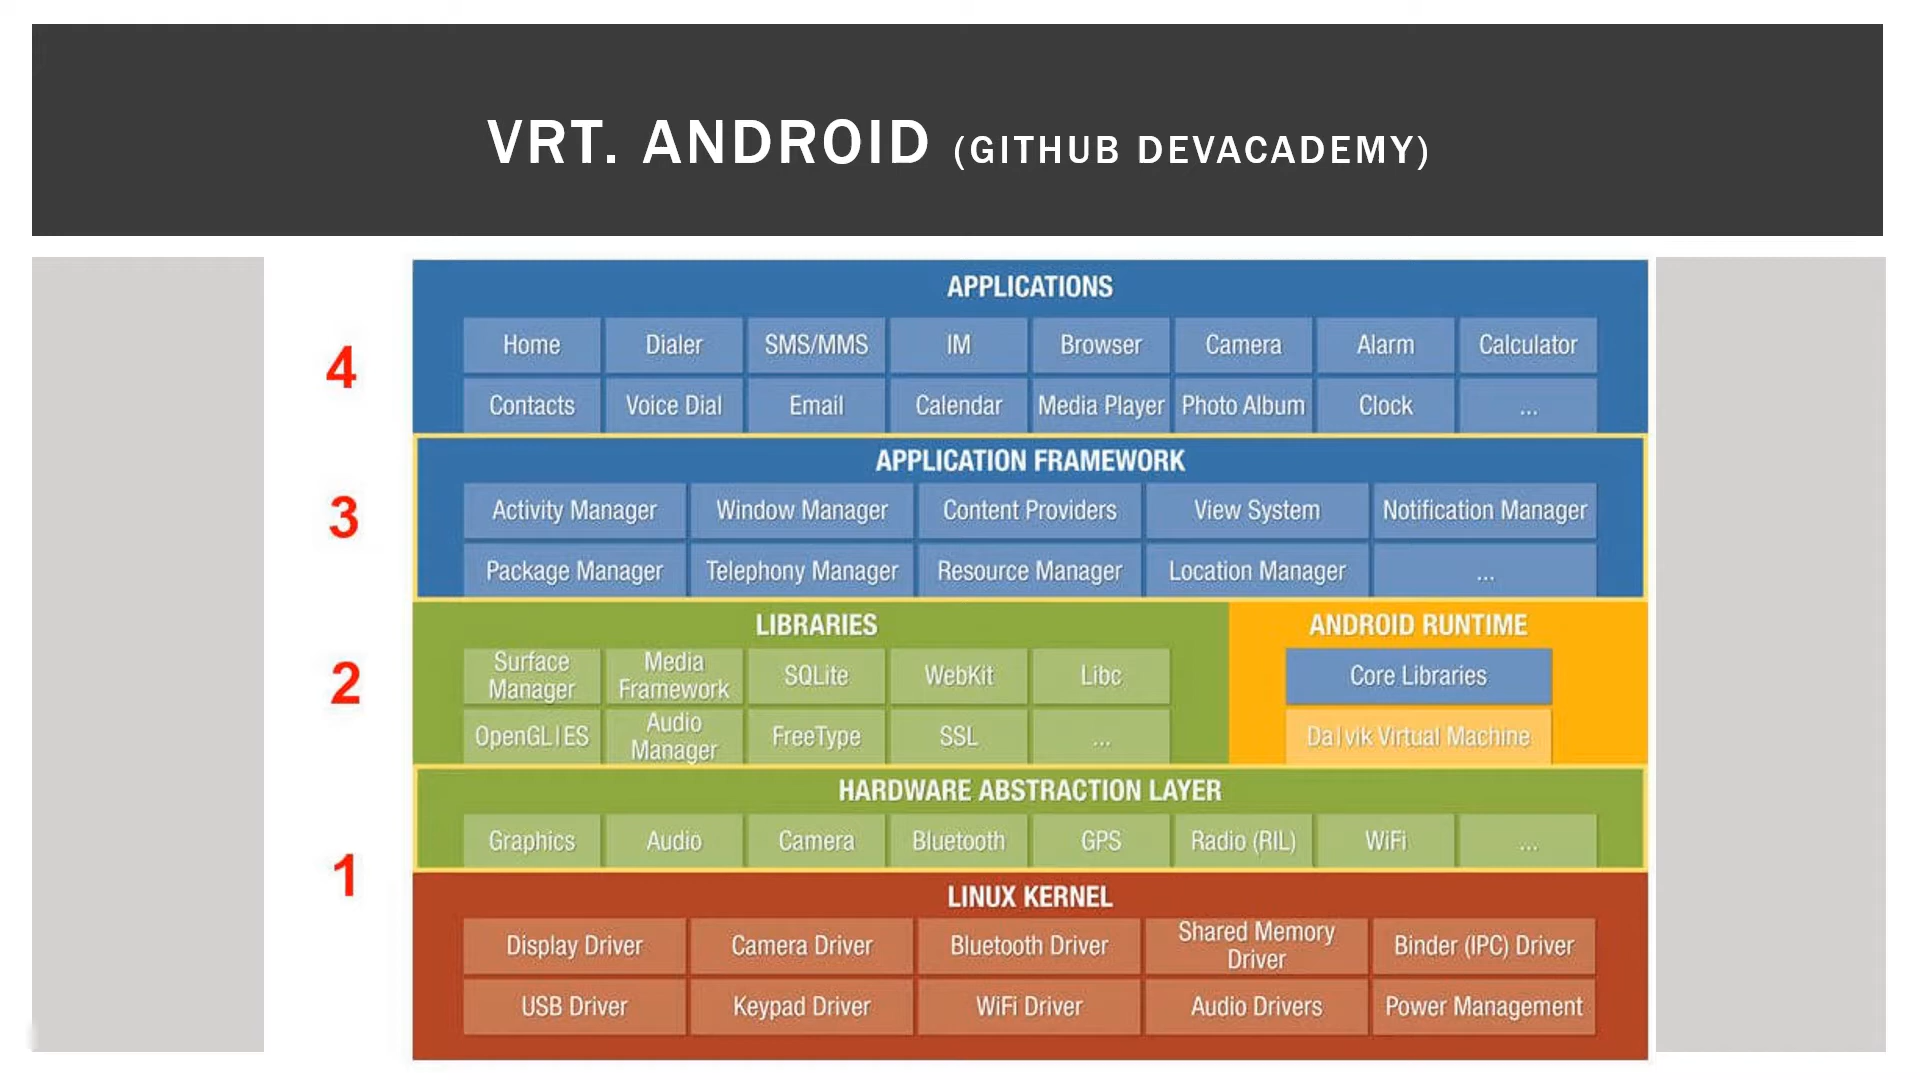 VRT. ANDROID (GITHUB DEVACADEMY)
4
APPLICATIONS
Home Dialer SMS/MMS IM Browser Camera Alarm Calculator
Contacts Voice Dial Email Calendar Media Player Photo Album Clock ...
3
APPLICATION FRAMEWORK
Activity Manager Window Manager Content Providers View System Notification Manager
Package Manager Telephony Manager Resource Manager Location Manager ...
2
LIBRARIES
Surface Manager Media Framework SQLite WebKit Libc
OpenGL|ES Audio Manager FreeType SSL ...
ANDROID RUNTIME
Core Libraries
Dalvik Virtual Machine
1
HARDWARE ABSTRACTION LAYER
Graphics Audio Camera Bluetooth GPS Radio (RIL) WiFi ...
LINUX KERNEL
Display Driver Camera Driver Bluetooth Driver Shared Memory Driver Binder (IPC) Driver
USB Driver Keypad Driver WiFi Driver Audio Drivers Power Management